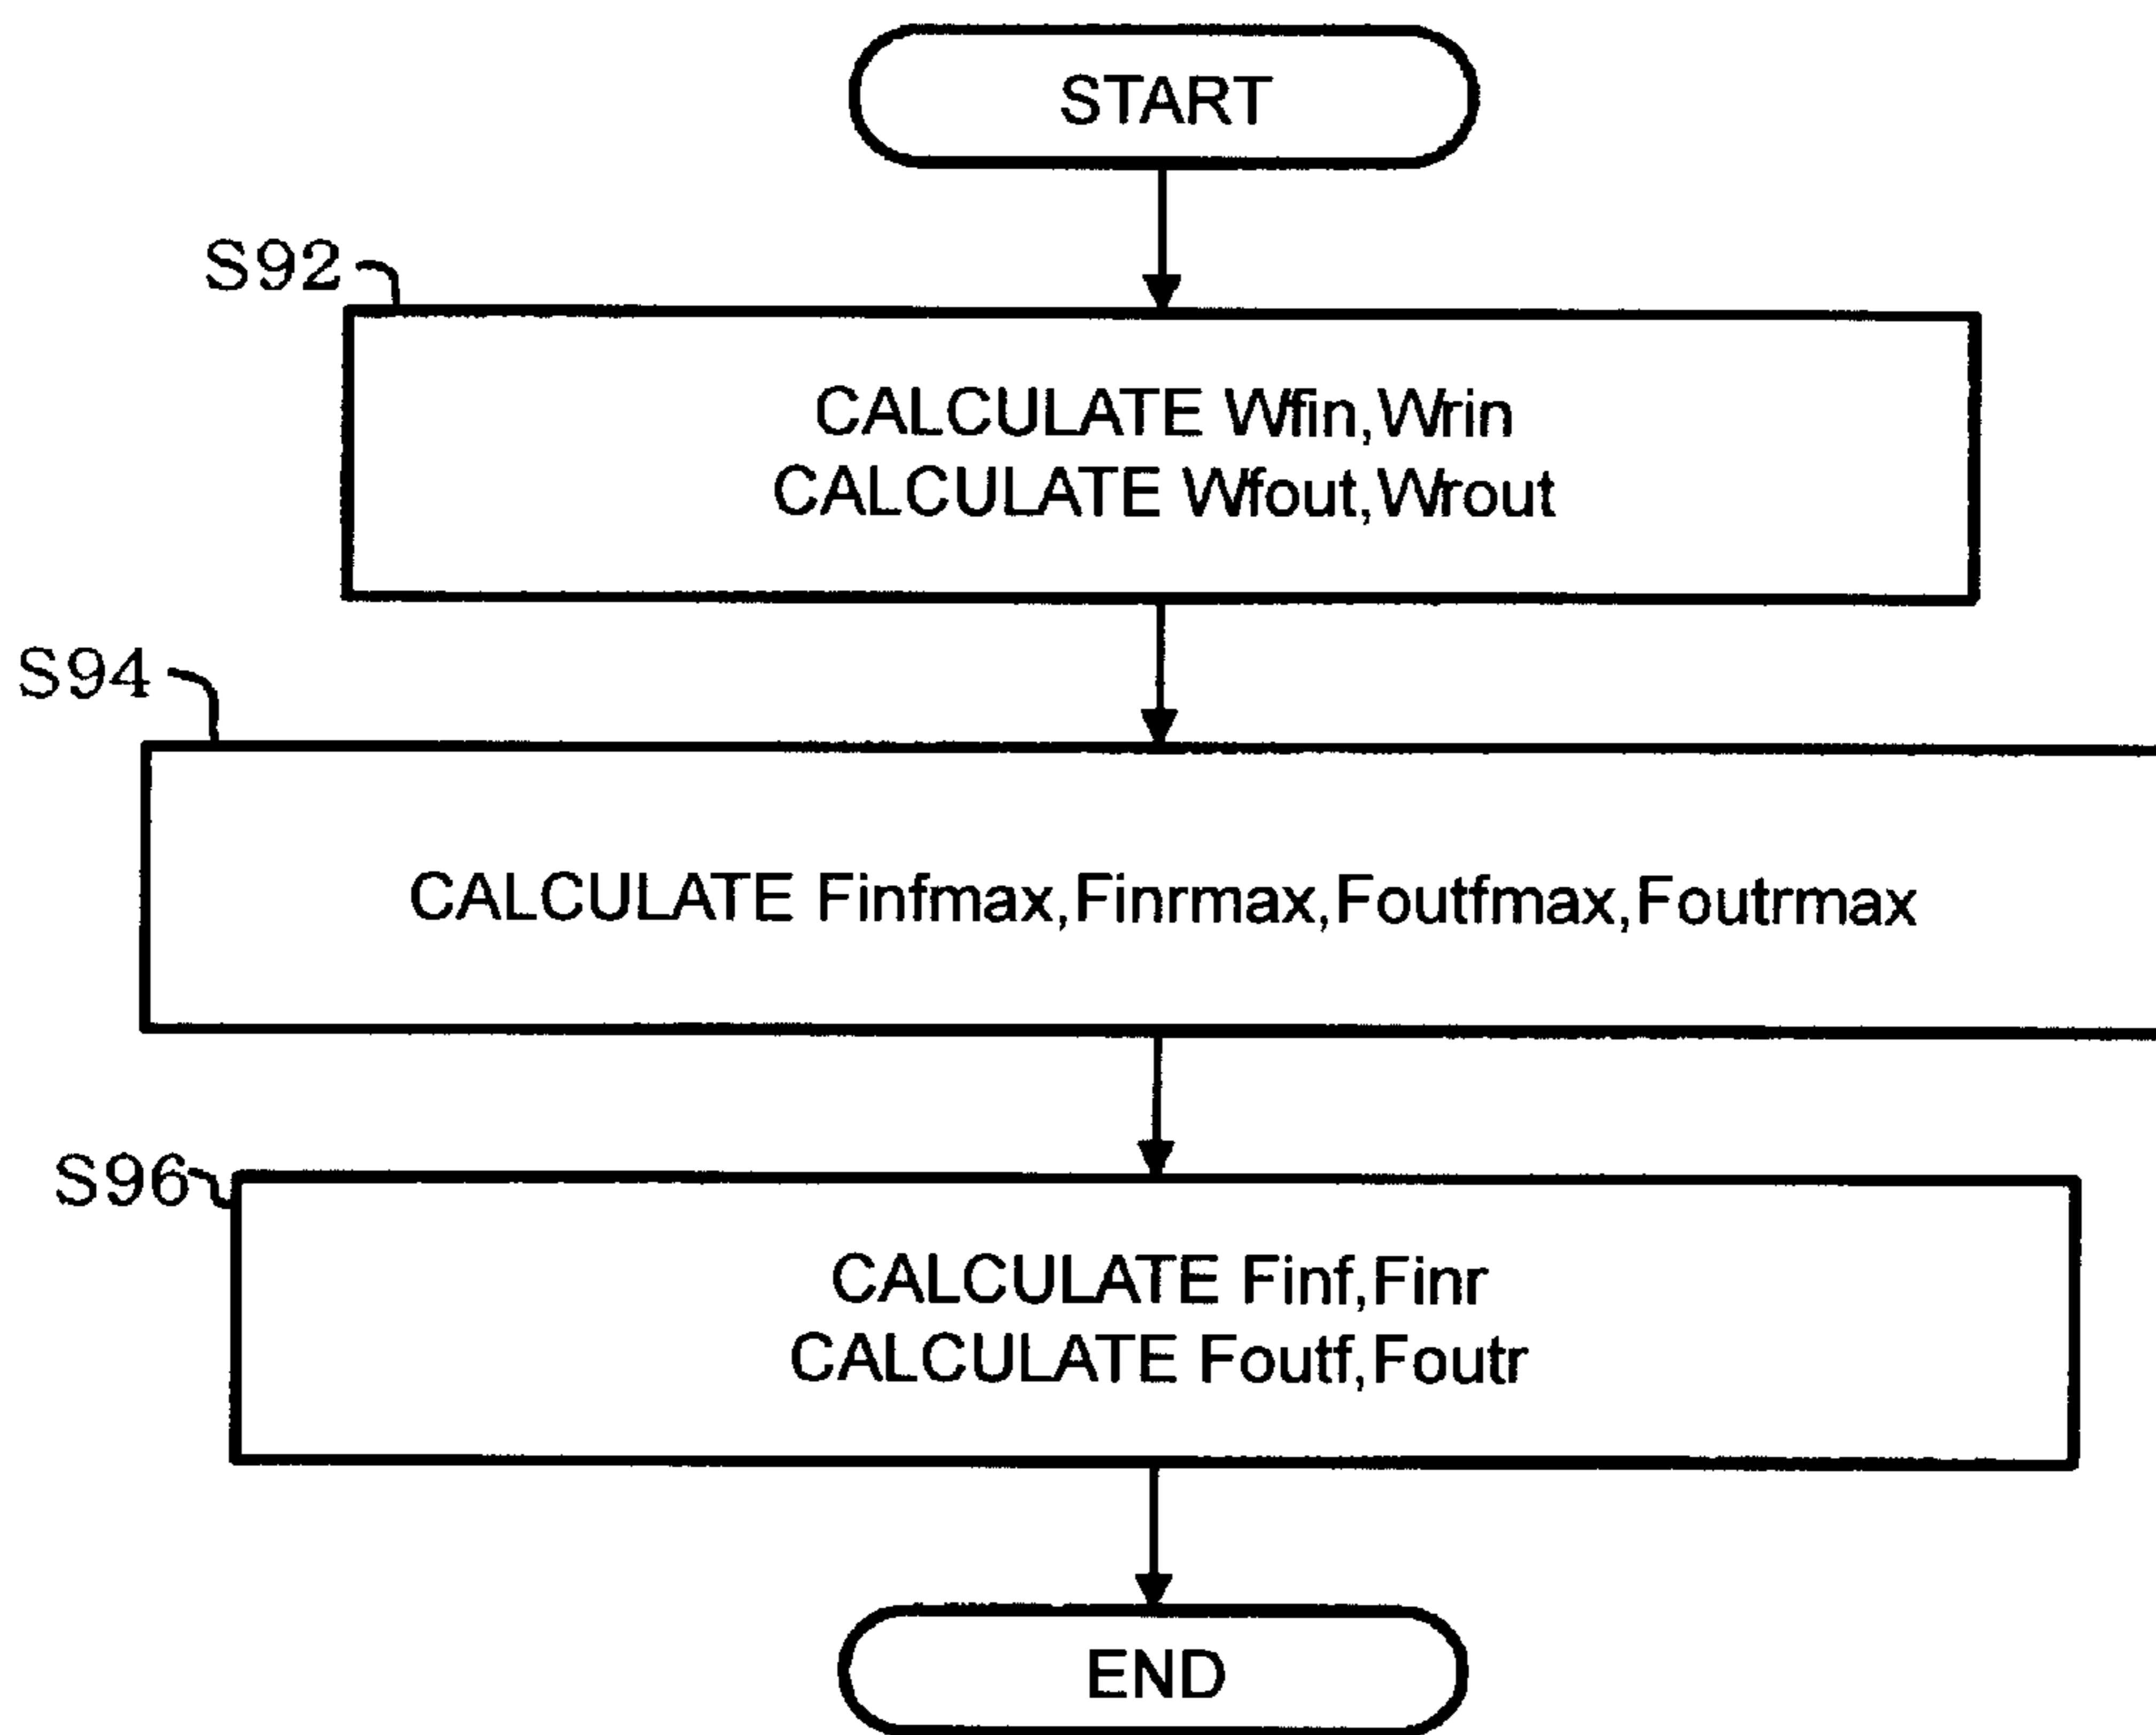 START
S92
CALCULATE Wfin,Wrin
CALCULATE Wfout,Wrout
S94
CALCULATE Finfmax,Finrmax,Foutfmax,Foutrmax
S96
CALCULATE Finf,Finr
CALCULATE Foutf,Foutr
END